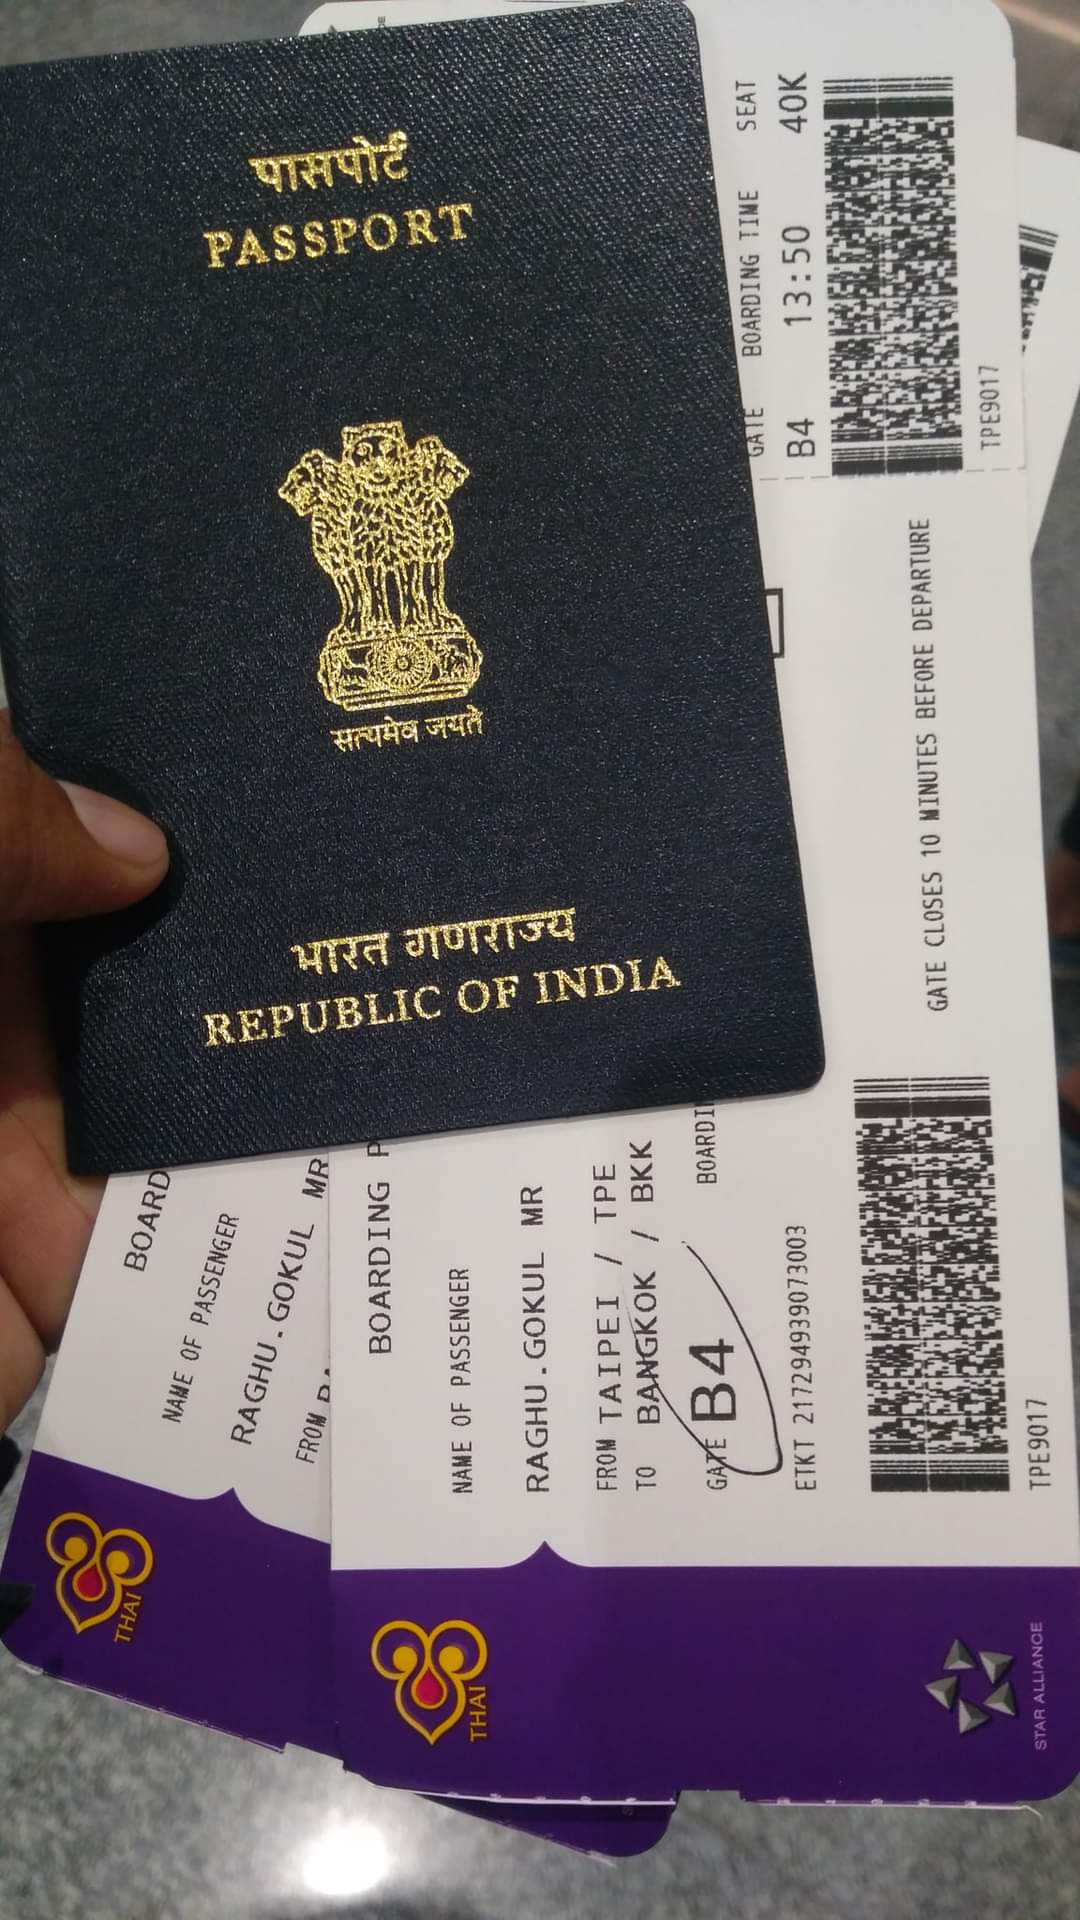 पासपोर्ट
PASSPORT
सत्यमेव जयते
भारत गणराज्य
REPUBLIC OF INDIA
GATE BOARDING TIME SEAT
B4 13:50 40K
TPE9017
GATE CLOSES 10 MINUTES BEFORE DEPARTURE
BOARDING P
NAME OF PASSENGER
RAGHU.GOKUL MR
FROM TAIPEI / TPE
TO BANGKOK / BKK
BOARDI
GATE B4
ETKT 217294939073003
TPE9017
THAI
STAR ALLIANCE
BOARD
NAME OF PASSENGER
RAGHU.GOKUL MR
FROM
THAI